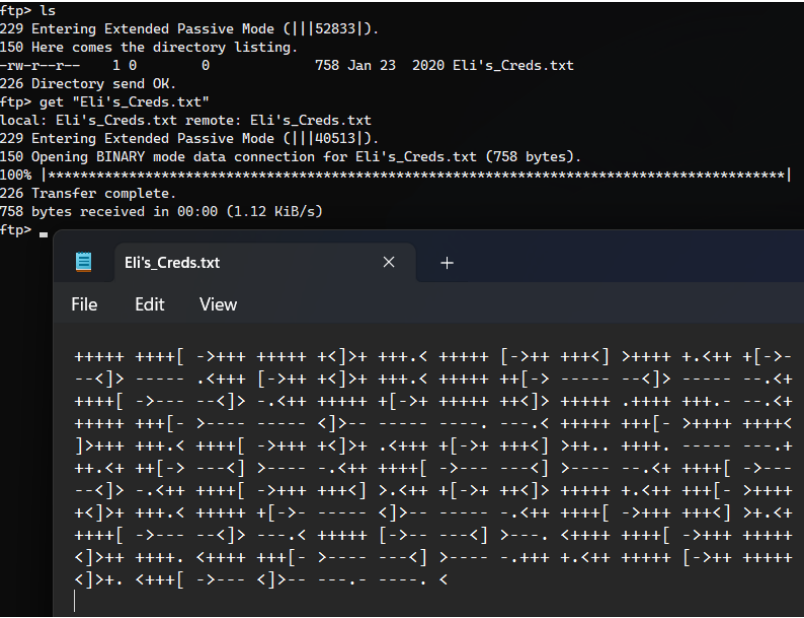 ftp> ls
229 Entering Extended Passive Mode (|||52833|).
150 Here comes the directory listing.
-rw-r--r-- 1 0 0 758 Jan 23 2020 Eli's_Creds.txt
226 Directory send OK.
ftp> get "Eli's_Creds.txt"
local: Eli's_Creds.txt remote: Eli's_Creds.txt
229 Entering Extended Passive Mode (|||40513|).
150 Opening BINARY mode data connection for Eli's_Creds.txt (758 bytes).
100% |*******************************************************************************************|
226 Transfer complete.
758 bytes received in 00:00 (1.12 KiB/s)
ftp>
Eli's_Creds.txt
File Edit View
+++++ ++++[ ->+++ +++++ +<]>+ +++.< +++++ [->++ +++<] >++++ +.<++ +[->-
--<]> ----- .<+++ [->++ +<]>+ +++.< +++++ ++[-> ----- --<]> ----- --.<+
++++[ ->--- --<]> -.<++ +++++ +[->+ +++++ ++<]> +++++ .++++ +++.- --.<+
+++++ +++[- >---- ----- <]>-- ----- ----. ---.< +++++ +++[- >++++ ++++<
]>+++ +++.< ++++[ ->+++ +<]>+ .<+++ +[->+ +++<] >++.. ++++. ----- ---.+
++.<+ ++[-> ---<] >---- -.<++ ++++[ ->--- ---<] >---- --.<+ ++++[ ->---
--<]> -.<++ ++++[ ->+++ +++<] >.<++ +[->+ ++<]> +++++ +.<++ +++[- >++++
+<]>+ +++.< +++++ +[->- ----- <]>-- ----- -.<++ ++++[ ->+++ +++<] >+.<+
++++[ ->--- --<]> ---.< +++++ [->-- ---<] >---. <++++ ++++[ ->+++ +++++
<]>++ ++++. <++++ +++[- >---- ---<] >---- -.+++ +.<++ +++++ [->++ +++++
<]>+. <+++[ ->--- <]>-- ---.- ----. <